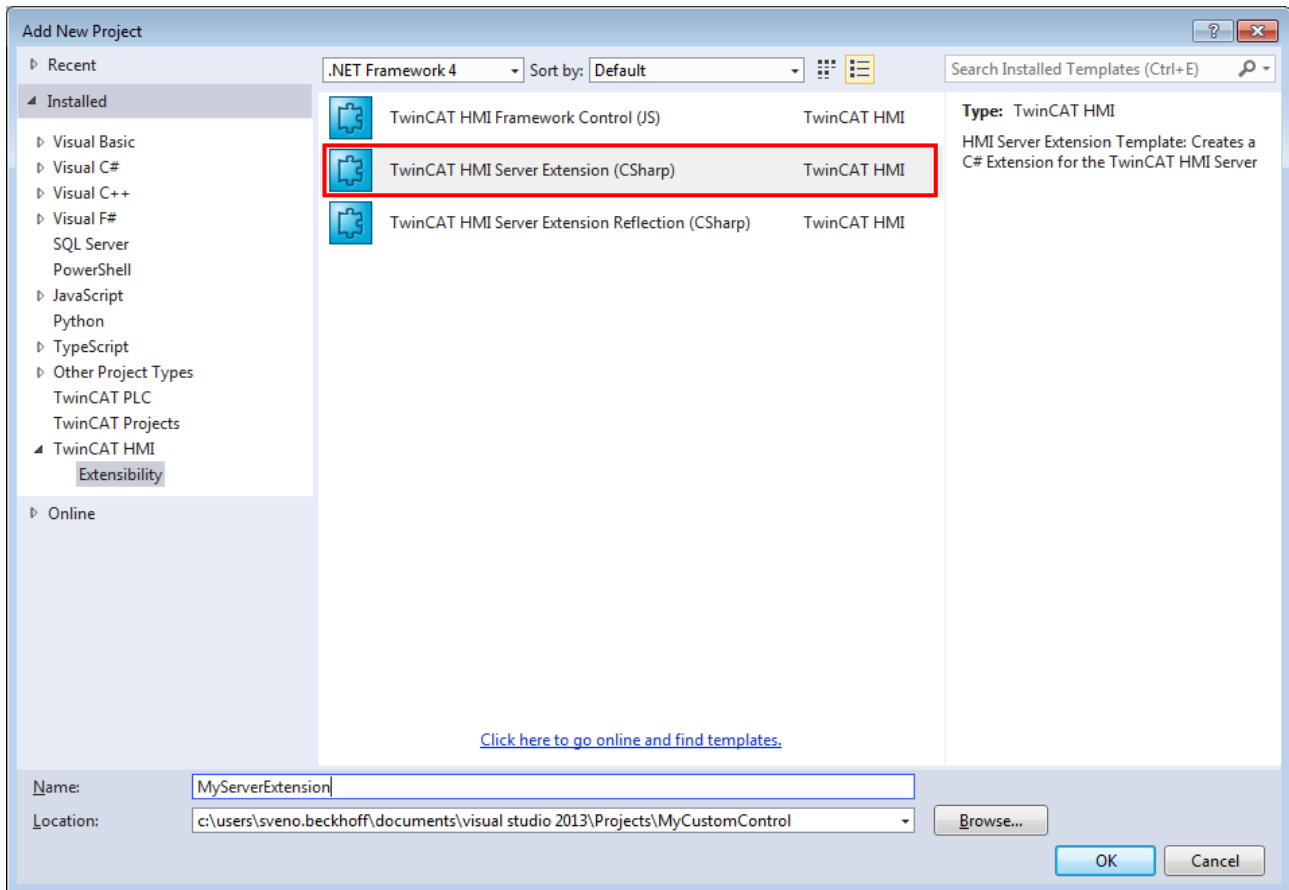 Add New Project
Recent
Installed
Visual Basic
Visual C#
Visual C++
Visual F#
SQL Server
PowerShell
JavaScript
Python
TypeScript
Other Project Types
TwinCAT PLC
TwinCAT Projects
TwinCAT HMI
Extensibility
Online
.NET Framework 4 Sort by: Default
TwinCAT HMI Framework Control (JS) TwinCAT HMI
TwinCAT HMI Server Extension (CSharp) TwinCAT HMI
TwinCAT HMI Server Extension Reflection (CSharp) TwinCAT HMI
Click here to go online and find templates.
Search Installed Templates (Ctrl+E)
Type: TwinCAT HMI
HMI Server Extension Template: Creates a
C# Extension for the TwinCAT HMI Server
Name: MyServerExtension
Location: c:\users\sveno.beckhoff\documents\visual studio 2013\Projects\MyCustomControl Browse...
OK Cancel